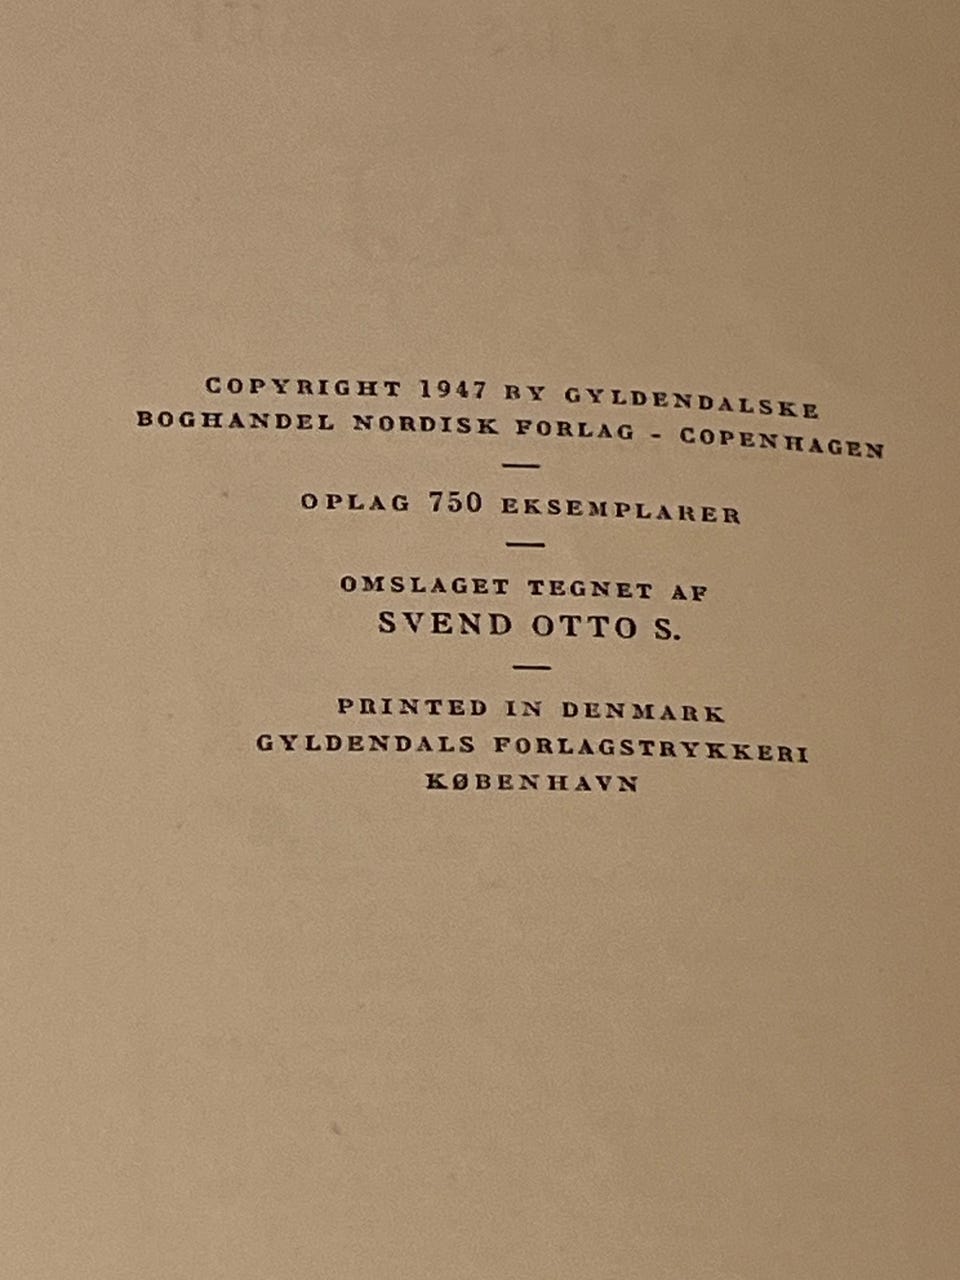 COPYRIGHT 1947 BY GYLDENDALSKE
BOGHANDEL NORDISK FORLAG - COPENHAGEN
OPLAG 750 EKSEMPLARER
OMSLAGET TEGNET AF
SVEND OTTO S.
PRINTED IN DENMARK
GYLDENDALS FORLAGSTRYKKERI
KØBENHAVN